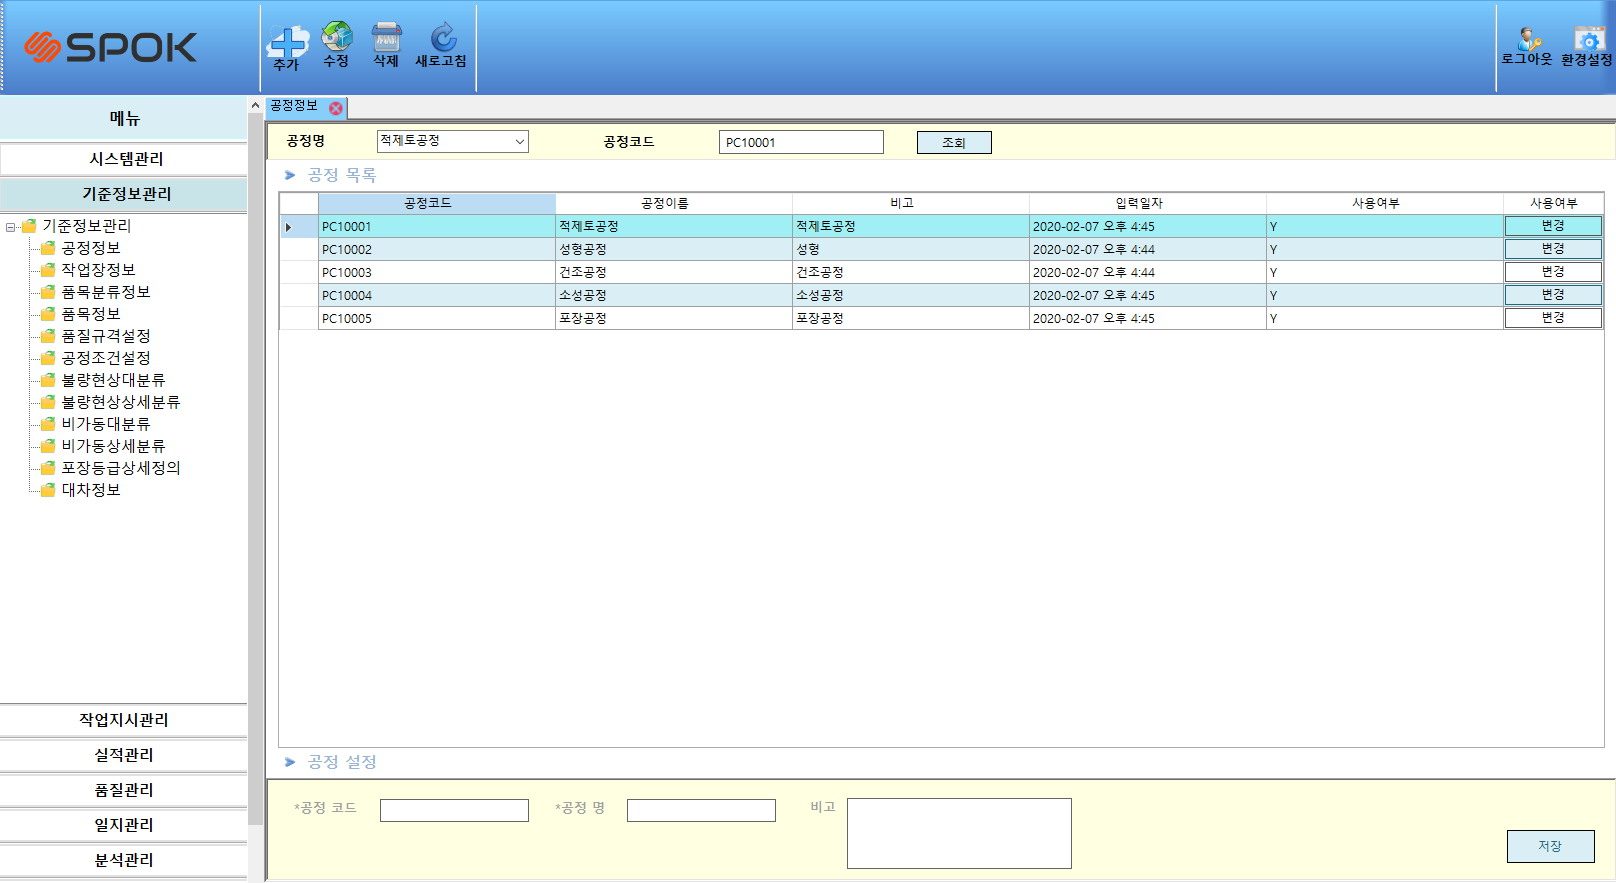 SPOK
추가
수정
삭제
새로고침
로그아웃
환경설정
메뉴
시스템관리
기준정보관리
기준정보관리
공정정보
작업장정보
품목분류정보
품목정보
품질규격설정
공정조건설정
불량현상대분류
불량현상상세분류
비가동대분류
비가동상세분류
포장등급상세정의
대차정보
작업지시관리
실적관리
품질관리
일지관리
분석관리
공정정보
공정명 적제토공정 공정코드 PC10001 조회
공정 목록
공정코드 공정이름 비고 입력일자 사용여부 사용여부
PC10001 적제토공정 적제토공정 2020-02-07 오후 4:45 Y 변경
PC10002 성형공정 성형 2020-02-07 오후 4:44 Y 변경
PC10003 건조공정 건조공정 2020-02-07 오후 4:44 Y 변경
PC10004 소성공정 소성공정 2020-02-07 오후 4:45 Y 변경
PC10005 포장공정 포장공정 2020-02-07 오후 4:45 Y 변경
공정 설정
*공정 코드 *공정 명 비고
저장